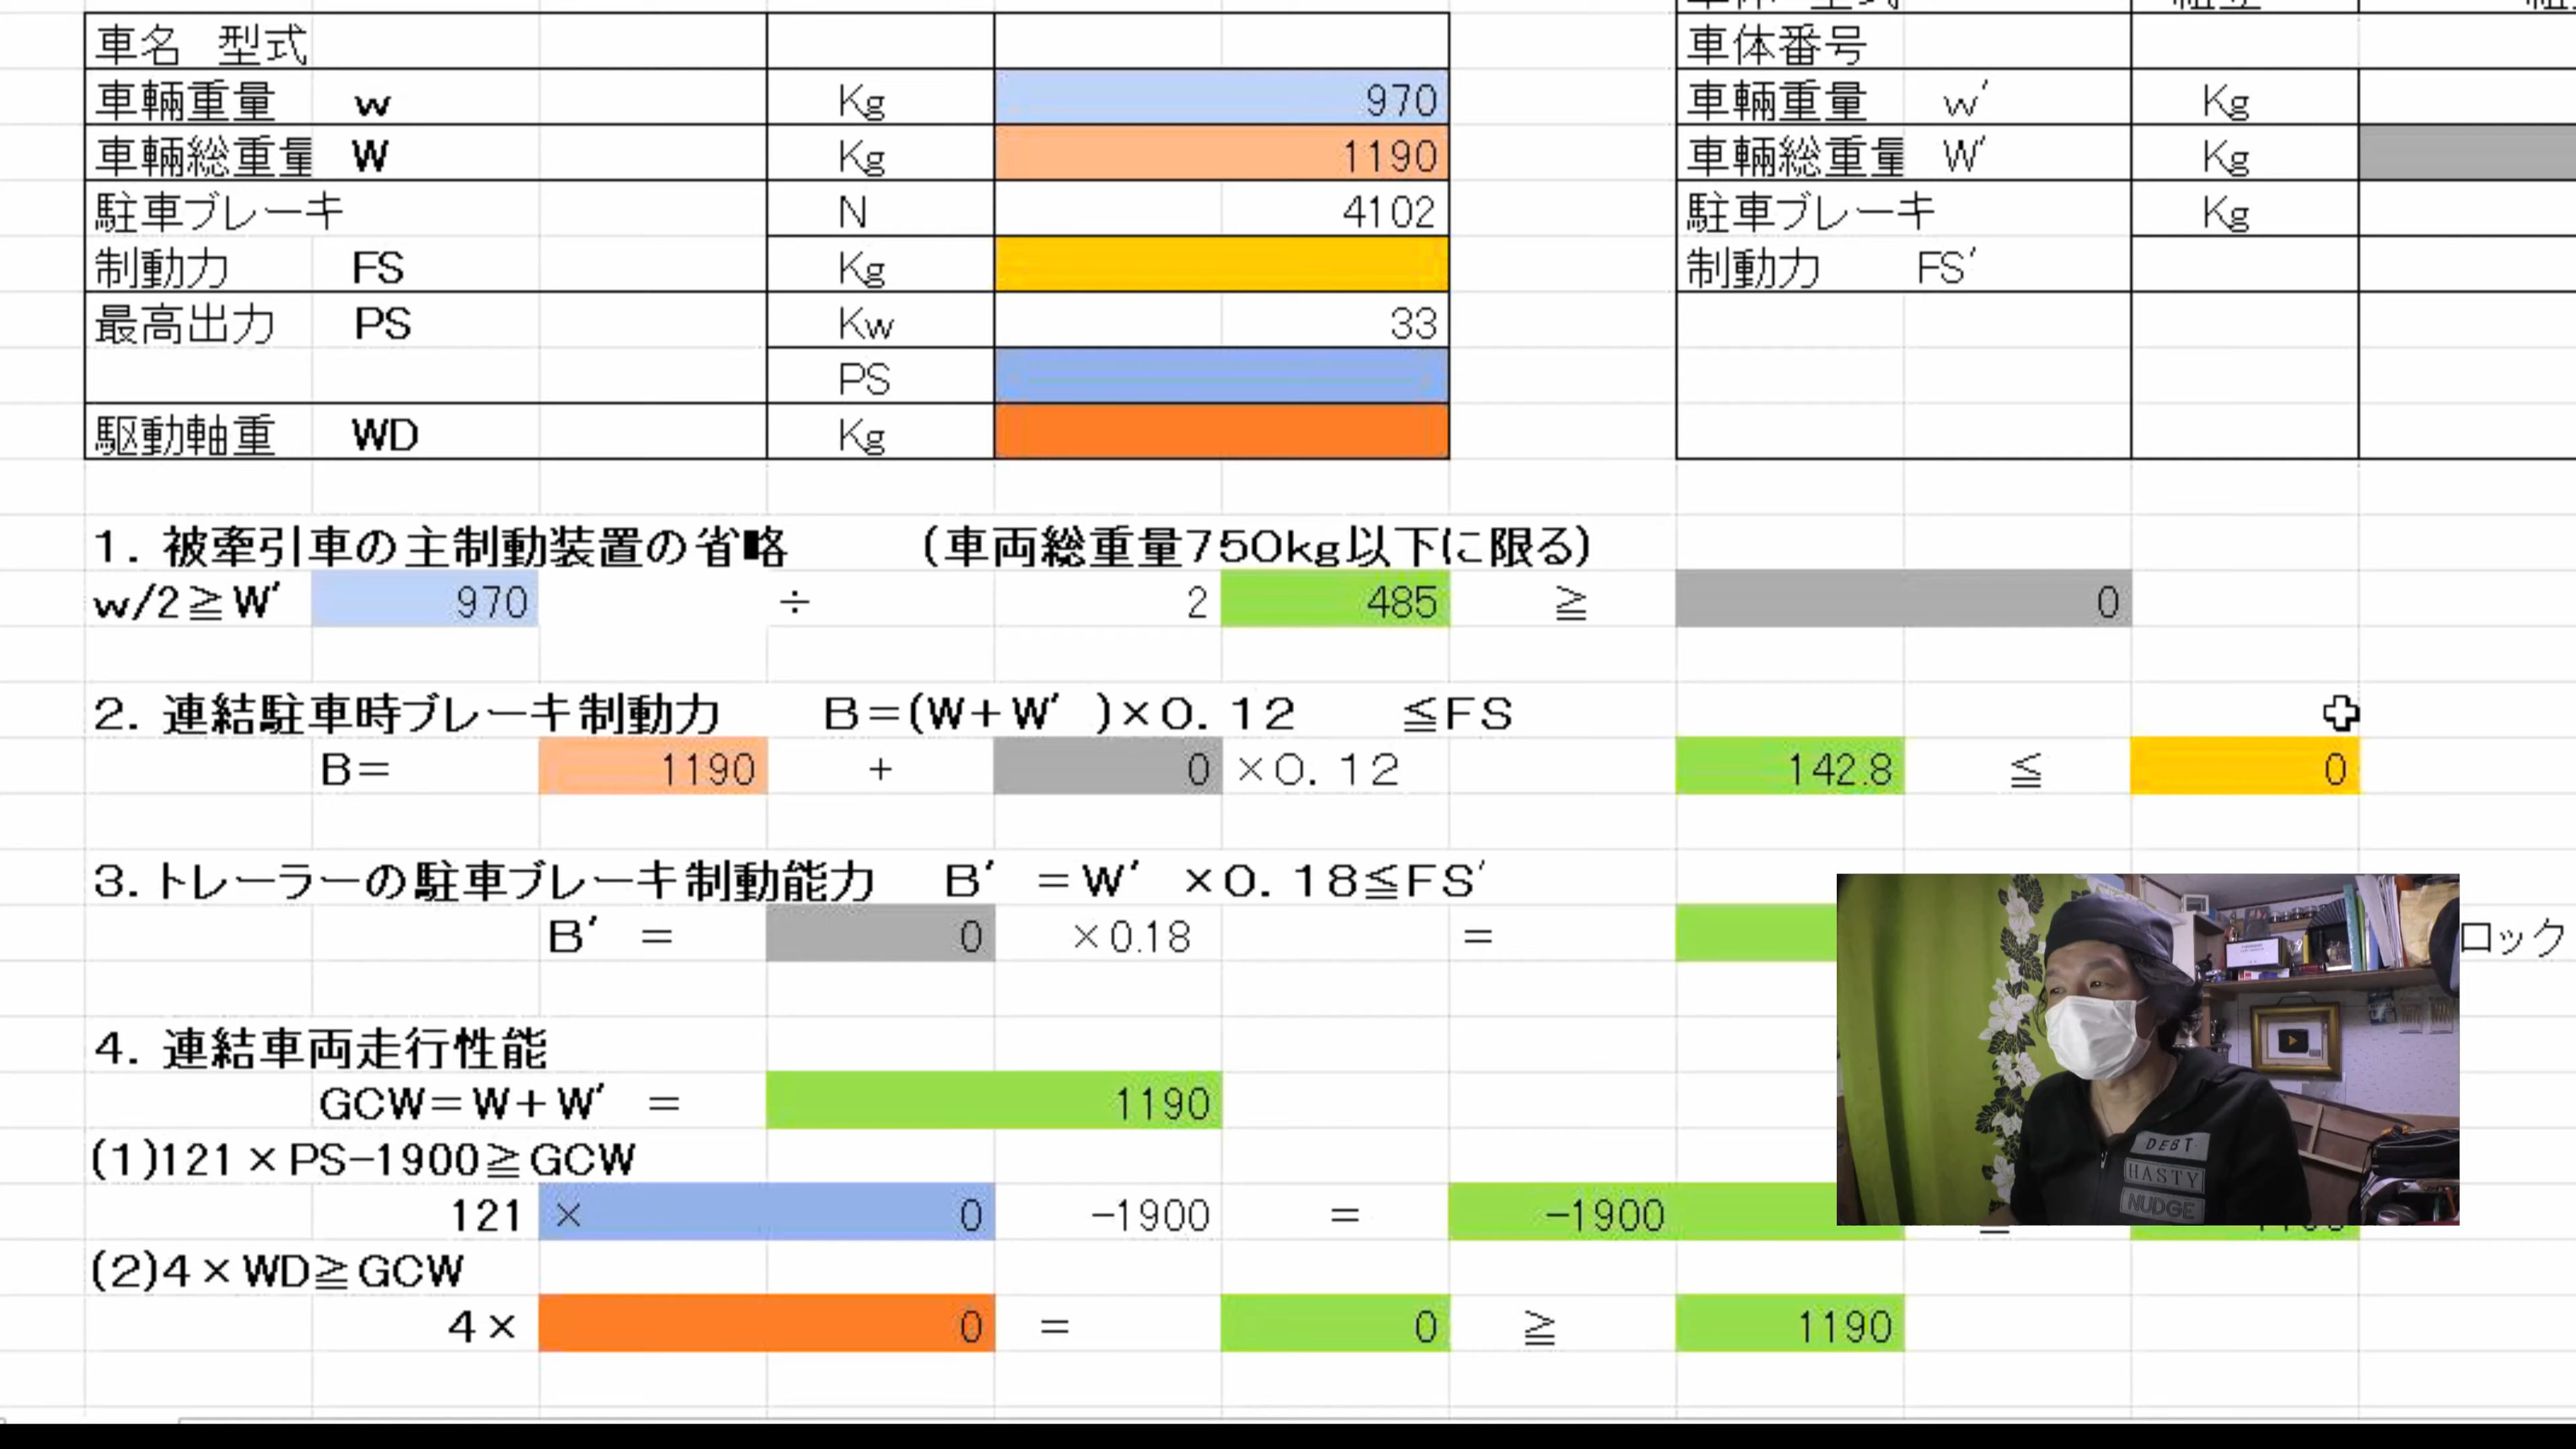 車名 型式
車体番号
車輌重量 w Kg 970
車輌重量 w' Kg
車輌総重量 W Kg 1190
車輌総重量 W' Kg
駐車ブレーキ N 4102
駐車ブレーキ Kg
制動力 FS Kg
制動力 FS'
最高出力 PS Kw 33
PS
駆動軸重 WD Kg
1. 被牽引車の主制動装置の省略 (車両総重量750kg以下に限る)
w/2≧W' 970 ÷ 2 485 ≧ 0
2. 連結駐車時ブレーキ制動力 B=(W+W' )×0. 12 ≦FS
B= 1190 + 0 ×0. 12 142.8 ≦ 0
3. トレーラーの駐車ブレーキ制動能力 B' =W' ×0. 18≦FS'
B' = 0 ×0.18 = ロック
4. 連結車両走行性能
GCW=W+W' = 1190
(1)121×PS-1900≧GCW
121 × 0 -1900 = -1900
(2)4×WD≧GCW
4× 0 = 0 ≧ 1190
DEBT
HASTY
NUDGE